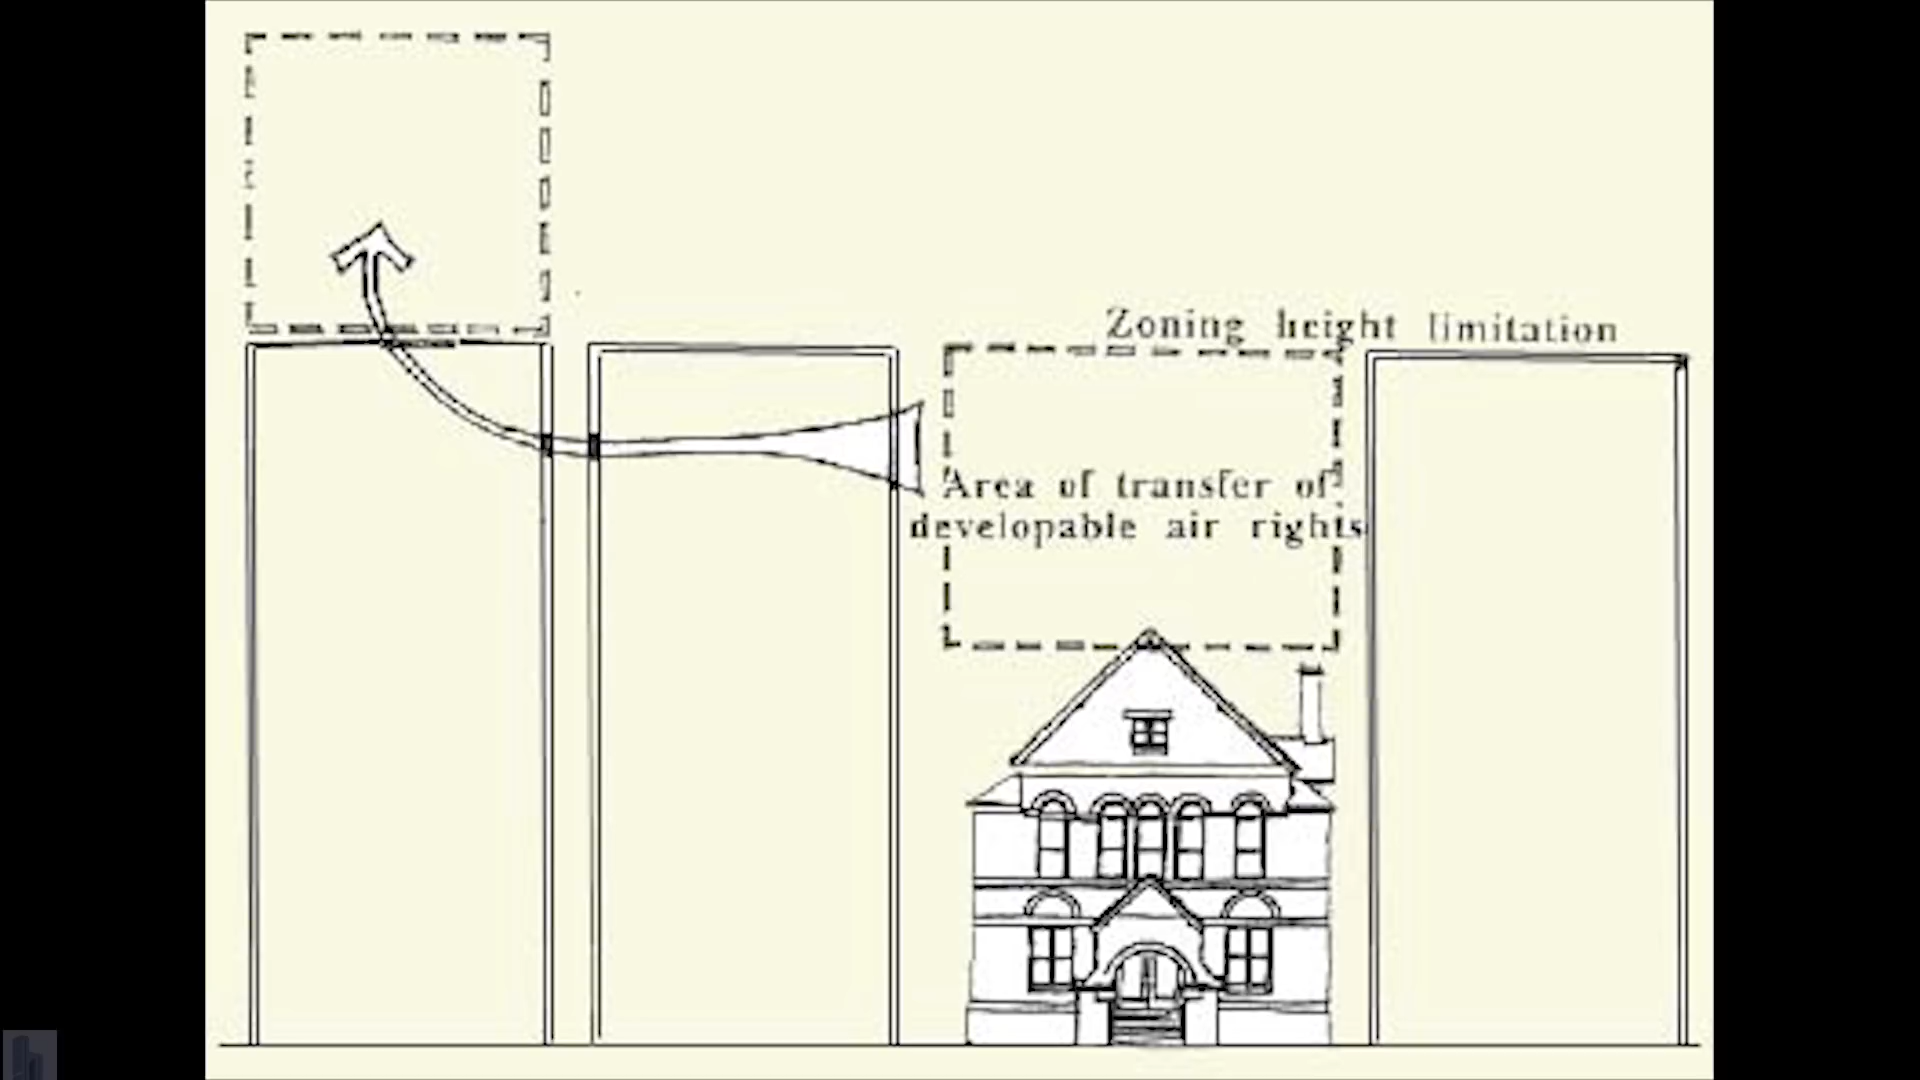 Zoning height limitation
Area of transfer of
developable air rights